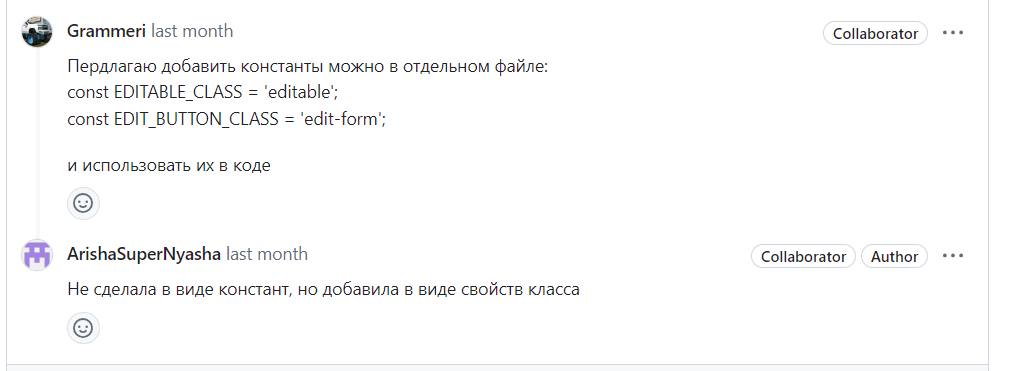 Grammeri last month
Collaborator
Пердлагаю добавить константы можно в отдельном файле:
const EDITABLE_CLASS = 'editable';
const EDIT_BUTTON_CLASS = 'edit-form';
и использовать их в коде
ArishaSuperNyasha last month
Collaborator Author
Не сделала в виде констант, но добавила в виде свойств класса